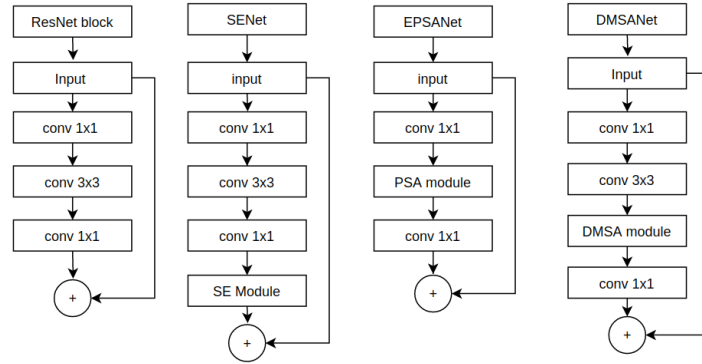 ResNet block
Input
conv 1x1
conv 3x3
conv 1x1
+
SENet
input
conv 1x1
conv 3x3
conv 1x1
SE Module
+
EPSANet
input
conv 1x1
PSA module
conv 1x1
+
DMSANet
Input
conv 1x1
conv 3x3
DMSA module
conv 1x1
+